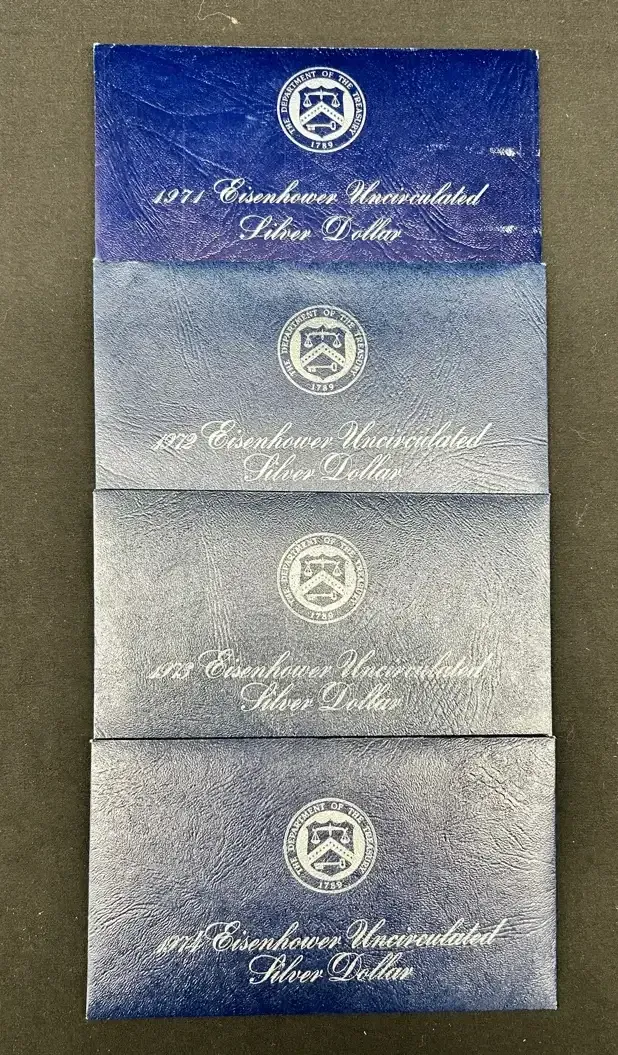 THE DEPARTMENT OF THE TREASURY
1789
1971 Eisenhower Uncirculated
Silver Dollar
THE DEPARTMENT OF THE TREASURY
1789
1972 Eisenhower Uncirculated
Silver Dollar
THE DEPARTMENT OF THE TREASURY
1789
1973 Eisenhower Uncirculated
Silver Dollar
THE DEPARTMENT OF THE TREASURY
1789
1974 Eisenhower Uncirculated
Silver Dollar